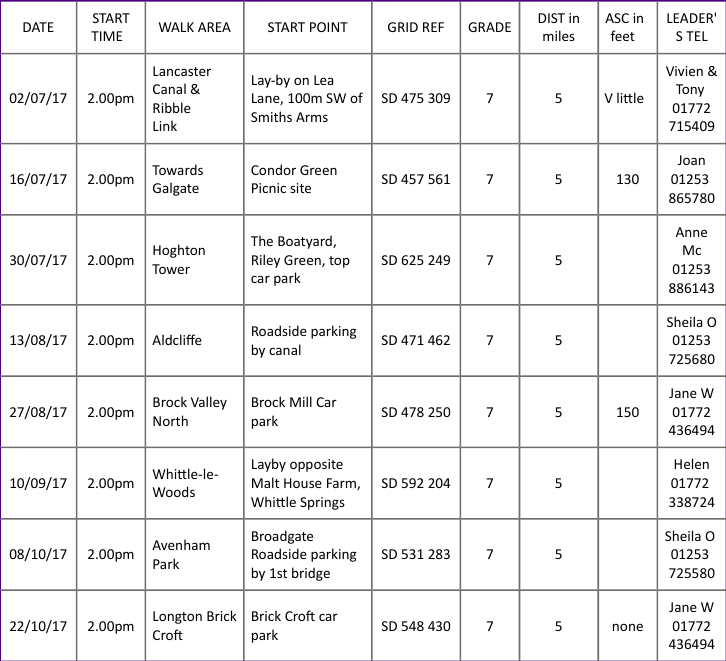 DATE START TIME WALK AREA START POINT GRID REF GRADE DIST in miles ASC in feet LEADER'S TEL
02/07/17 2.00pm Lancaster Canal & Ribble Link Lay-by on Lea Lane, 100m SW of Smiths Arms SD 475 309 7 5 V little Vivien & Tony 01772 715409
16/07/17 2.00pm Towards Galgate Condor Green Picnic site SD 457 561 7 5 130 Joan 01253 865780
30/07/17 2.00pm Hoghton Tower The Boatyard, Riley Green, top car park SD 625 249 7 5 Anne Mc 01253 886143
13/08/17 2.00pm Aldcliffe Roadside parking by canal SD 471 462 7 5 Sheila O 01253 725680
27/08/17 2.00pm Brock Valley North Brock Mill Car park SD 478 250 7 5 150 Jane W 01772 436494
10/09/17 2.00pm Whittle-le-Woods Layby opposite Malt House Farm, Whittle Springs SD 592 204 7 5 Helen 01772 338724
08/10/17 2.00pm Avenham Park Broadgate Roadside parking by 1st bridge SD 531 283 7 5 Sheila O 01253 725580
22/10/17 2.00pm Longton Brick Croft Brick Croft car park SD 548 430 7 5 none Jane W 01772 436494